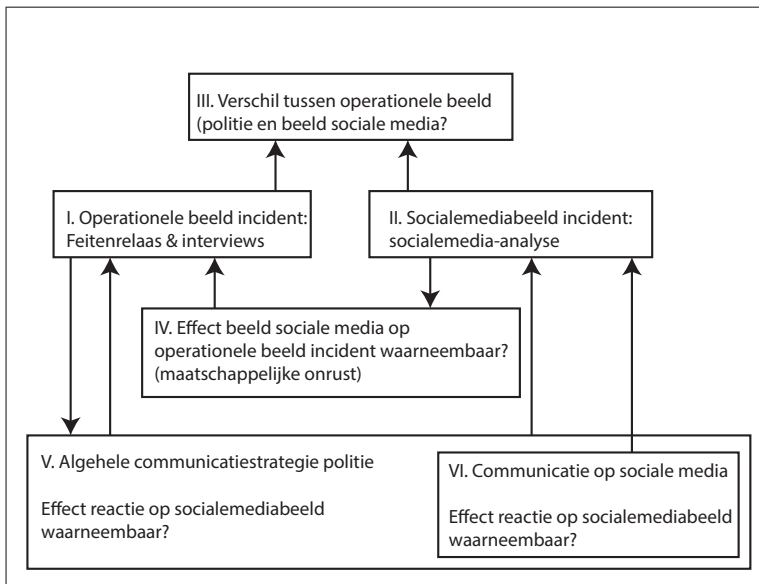 III. Verschil tussen operationele beeld
(politie en beeld sociale media?
I. Operationele beeld incident:
Feitenrelaas & interviews
II. Socialemediabeeld incident:
socialemedia-analyse
IV. Effect beeld sociale media op
operationele beeld incident waarneembaar?
(maatschappelijke onrust)
V. Algehele communicatiestrategie politie
Effect reactie op socialemediabeeld
waarneembaar?
VI. Communicatie op sociale media
Effect reactie op socialemediabeeld
waarneembaar?